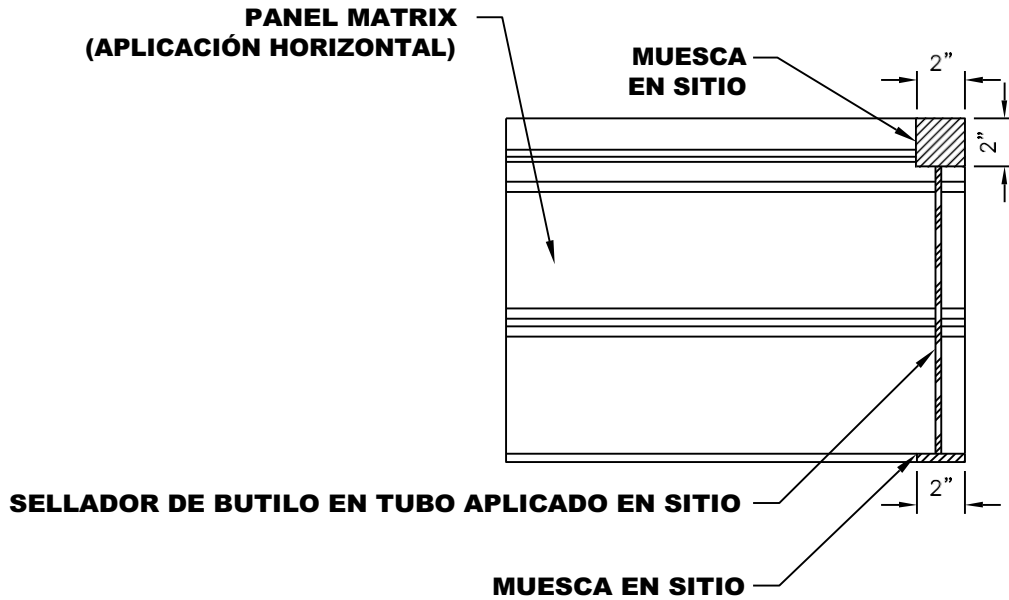 PANEL MATRIX
(APLICACIÓN HORIZONTAL)
MUESCA
EN SITIO
2”
2”
SELLADOR DE BUTILO EN TUBO APLICADO EN SITIO
2”
MUESCA EN SITIO